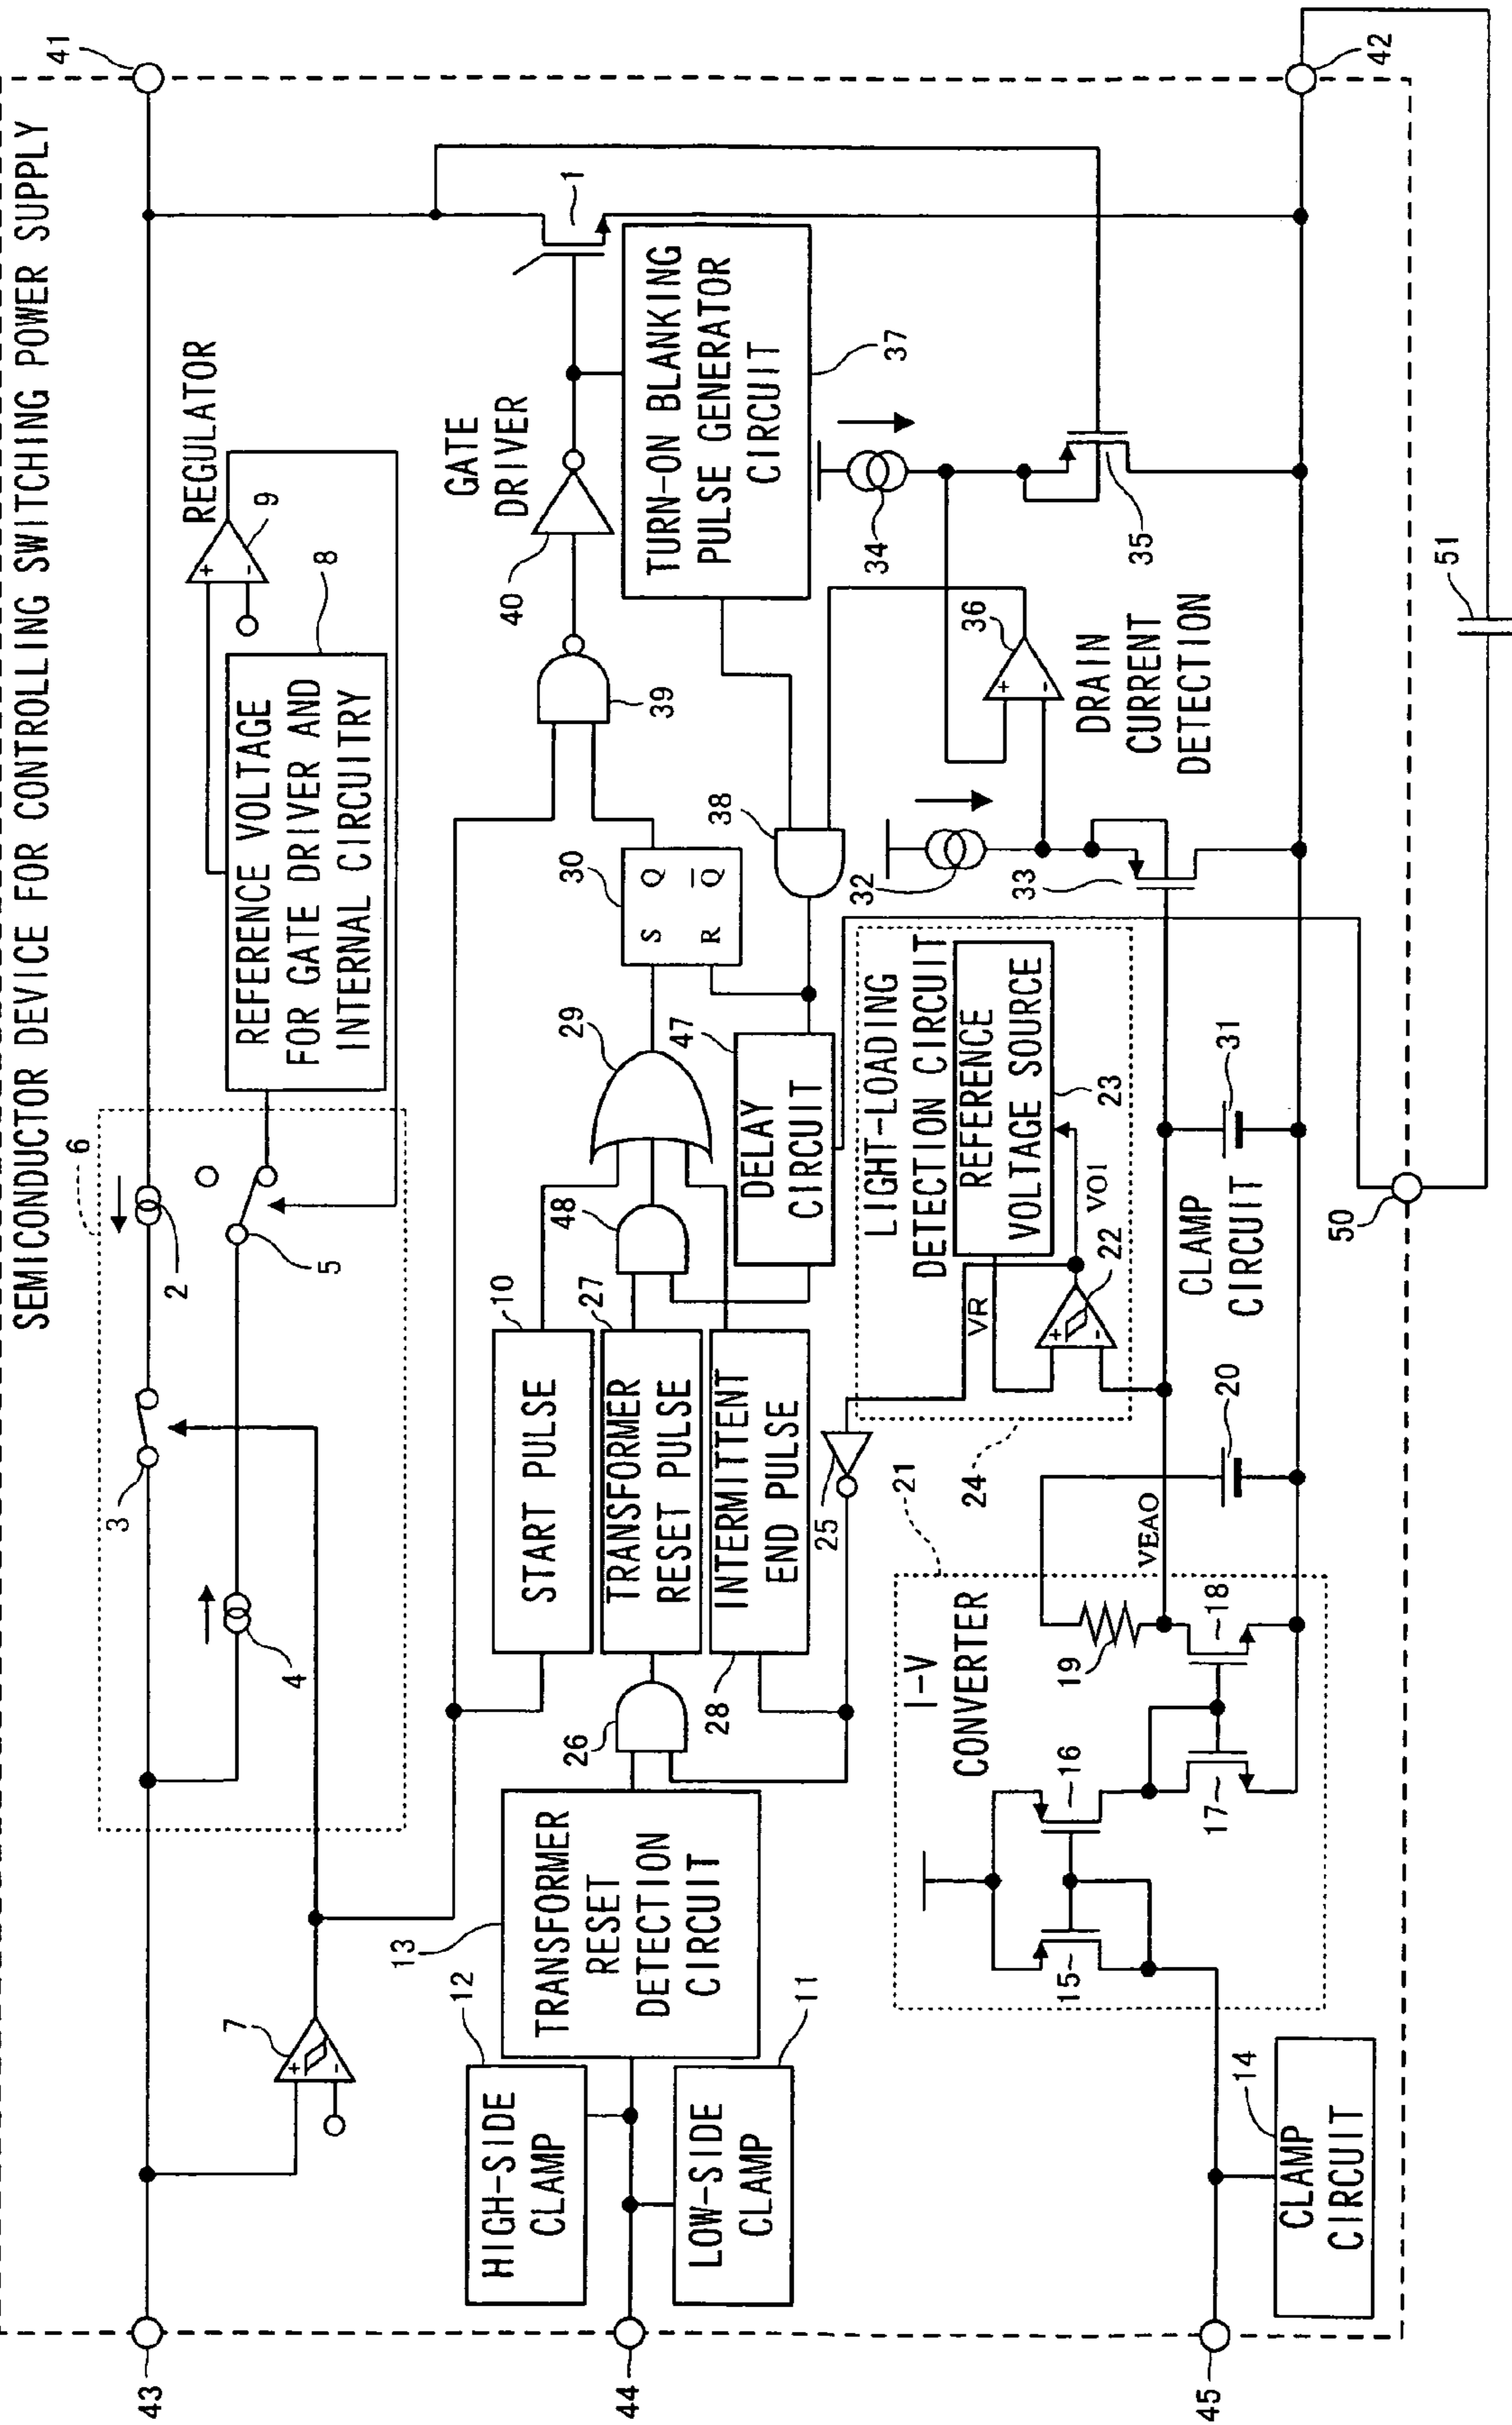 SEMICONDUCTOR DEVICE FOR CONTROLLING SWITCHING POWER SUPPLY
41
43
6
3
2
4
5
7
REGULATOR
9
8
REFERENCE VOLTAGE
FOR GATE DRIVER AND
INTERNAL CIRCUITRY
GATE
DRIVER
40
39
1
TURN-ON BLANKING
PULSE GENERATOR
CIRCUIT
37
12
HIGH-SIDE
CLAMP
44
LOW-SIDE
CLAMP
11
13
TRANSFORMER
RESET
DETECTION
CIRCUIT
26
10
START PULSE
27
TRANSFORMER
RESET PULSE
28
INTERMITTENT
END PULSE
25
48
29
47
DELAY
CIRCUIT
30
S Q
R Q̅
38
LIGHT-LOADING
DETECTION CIRCUIT
REFERENCE
VOLTAGE SOURCE
23
VR
VO1
22
+
-
24
32
33
34
35
36
+
-
DRAIN
CURRENT
DETECTION
21
I-V
CONVERTER
15
16
17
18
19
VEAO
20
CLAMP
CIRCUIT
31
45
14
CLAMP
CIRCUIT
50
51
42